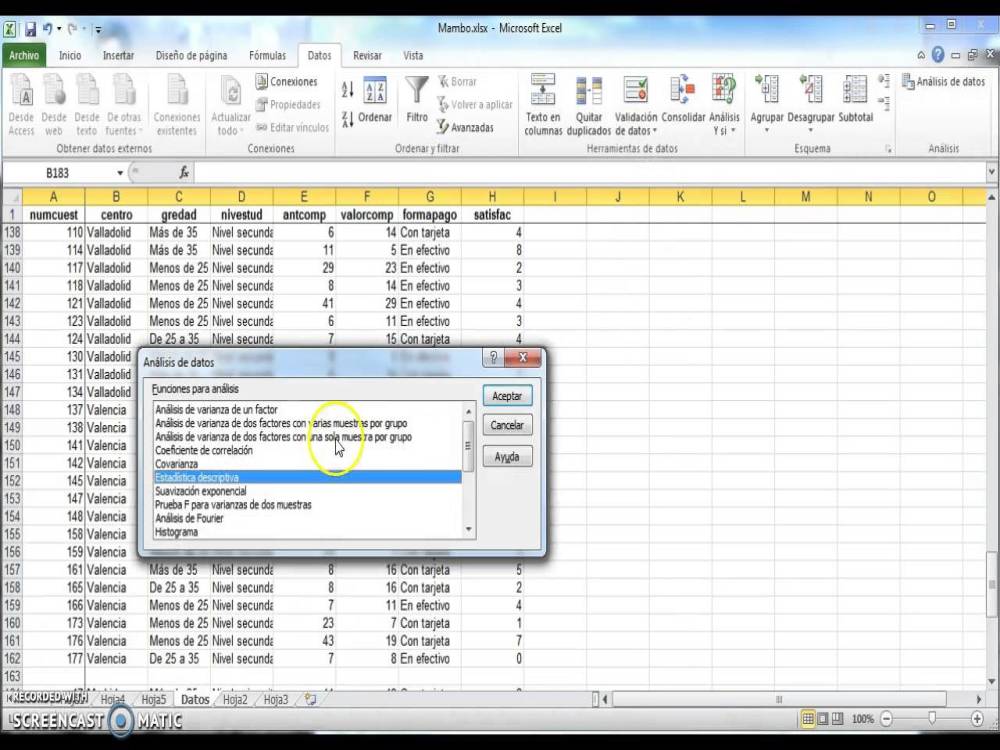 Mambo.xlsx - Microsoft Excel
Archivo Inicio Insertar Diseño de página Fórmulas Datos Revisar Vista
Desde Access
Desde web
Desde texto
De otras fuentes
Conexiones existentes
Obtener datos externos
Actualizar todo
Conexiones
Propiedades
Editar vínculos
Conexiones
Ordenar
Filtro
Borrar
Volver a aplicar
Avanzadas
Ordenar y filtrar
Texto en columnas
Quitar duplicados
Validación de datos
Consolidar
Análisis Y si
Herramientas de datos
Agrupar
Desagrupar
Subtotal
Esquema
Análisis de datos
Análisis
B183 fx
A B C D E F G H I J K L M N O
1 numcuest centro gredad nivestud antcomp valorcomp formapago satisfac
138 110 Valladolid Más de 35 Nivel secunda 6 14 Con tarjeta 4
139 114 Valladolid Más de 35 Nivel secunda 11 5 En efectivo 8
140 117 Valladolid Menos de 25 Nivel secunda 29 23 En efectivo 2
141 118 Valladolid Menos de 25 Nivel secunda 8 14 En efectivo 3
142 121 Valladolid Menos de 25 Nivel secunda 41 29 En efectivo 4
143 123 Valladolid Menos de 25 Nivel secunda 6 11 En efectivo 3
144 124 Valladolid De 25 a 35 Nivel secunda 7 15 Con tarjeta 4
145 130 Valladolid
146 131 Valladolid
147 134 Valladolid
148 137 Valencia
149 138 Valencia
150 141 Valencia
151 142 Valencia
152 145 Valencia
153 147 Valencia
154 148 Valencia
155 158 Valencia
156 159 Valencia
157 161 Valencia Más de 35 Nivel secunda 8 16 Con tarjeta 5
158 165 Valencia De 25 a 35 Nivel secunda 8 16 Con tarjeta 2
159 166 Valencia Menos de 25 Nivel secunda 7 11 En efectivo 4
160 173 Valencia Menos de 25 Nivel secunda 23 7 Con tarjeta 1
161 176 Valencia Menos de 25 Nivel secunda 43 19 Con tarjeta 7
162 177 Valencia De 25 a 35 Nivel secunda 7 8 En efectivo 0
163
Análisis de datos
Funciones para análisis
Análisis de varianza de un factor
Análisis de varianza de dos factores con varias muestras por grupo
Análisis de varianza de dos factores con una sola muestra por grupo
Coeficiente de correlación
Covarianza
Estadística descriptiva
Suavización exponencial
Prueba F para varianzas de dos muestras
Análisis de Fourier
Histograma
Aceptar
Cancelar
Ayuda
Hoja4 Hoja5 Datos Hoja2 Hoja3
100%
RECORDED WITH
SCREENCAST MATIC